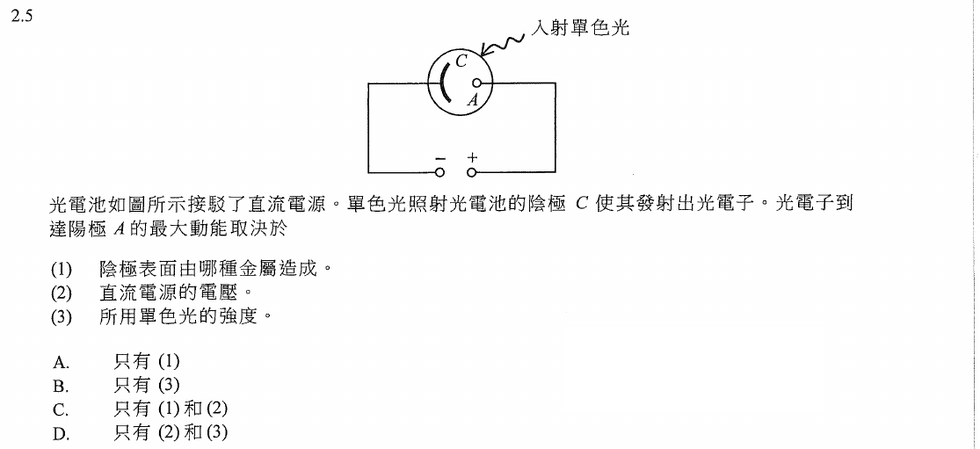 2.5
入射單色光
C
A
− +
光電池如圖所示接駁了直流電源。單色光照射光電池的陰極 C 使其發射出光電子。光電子到
達陽極 A 的最大動能取決於
(1) 陰極表面由哪種金屬造成。
(2) 直流電源的電壓。
(3) 所用單色光的強度。
A. 只有 (1)
B. 只有 (3)
C. 只有 (1) 和 (2)
D. 只有 (2) 和 (3)